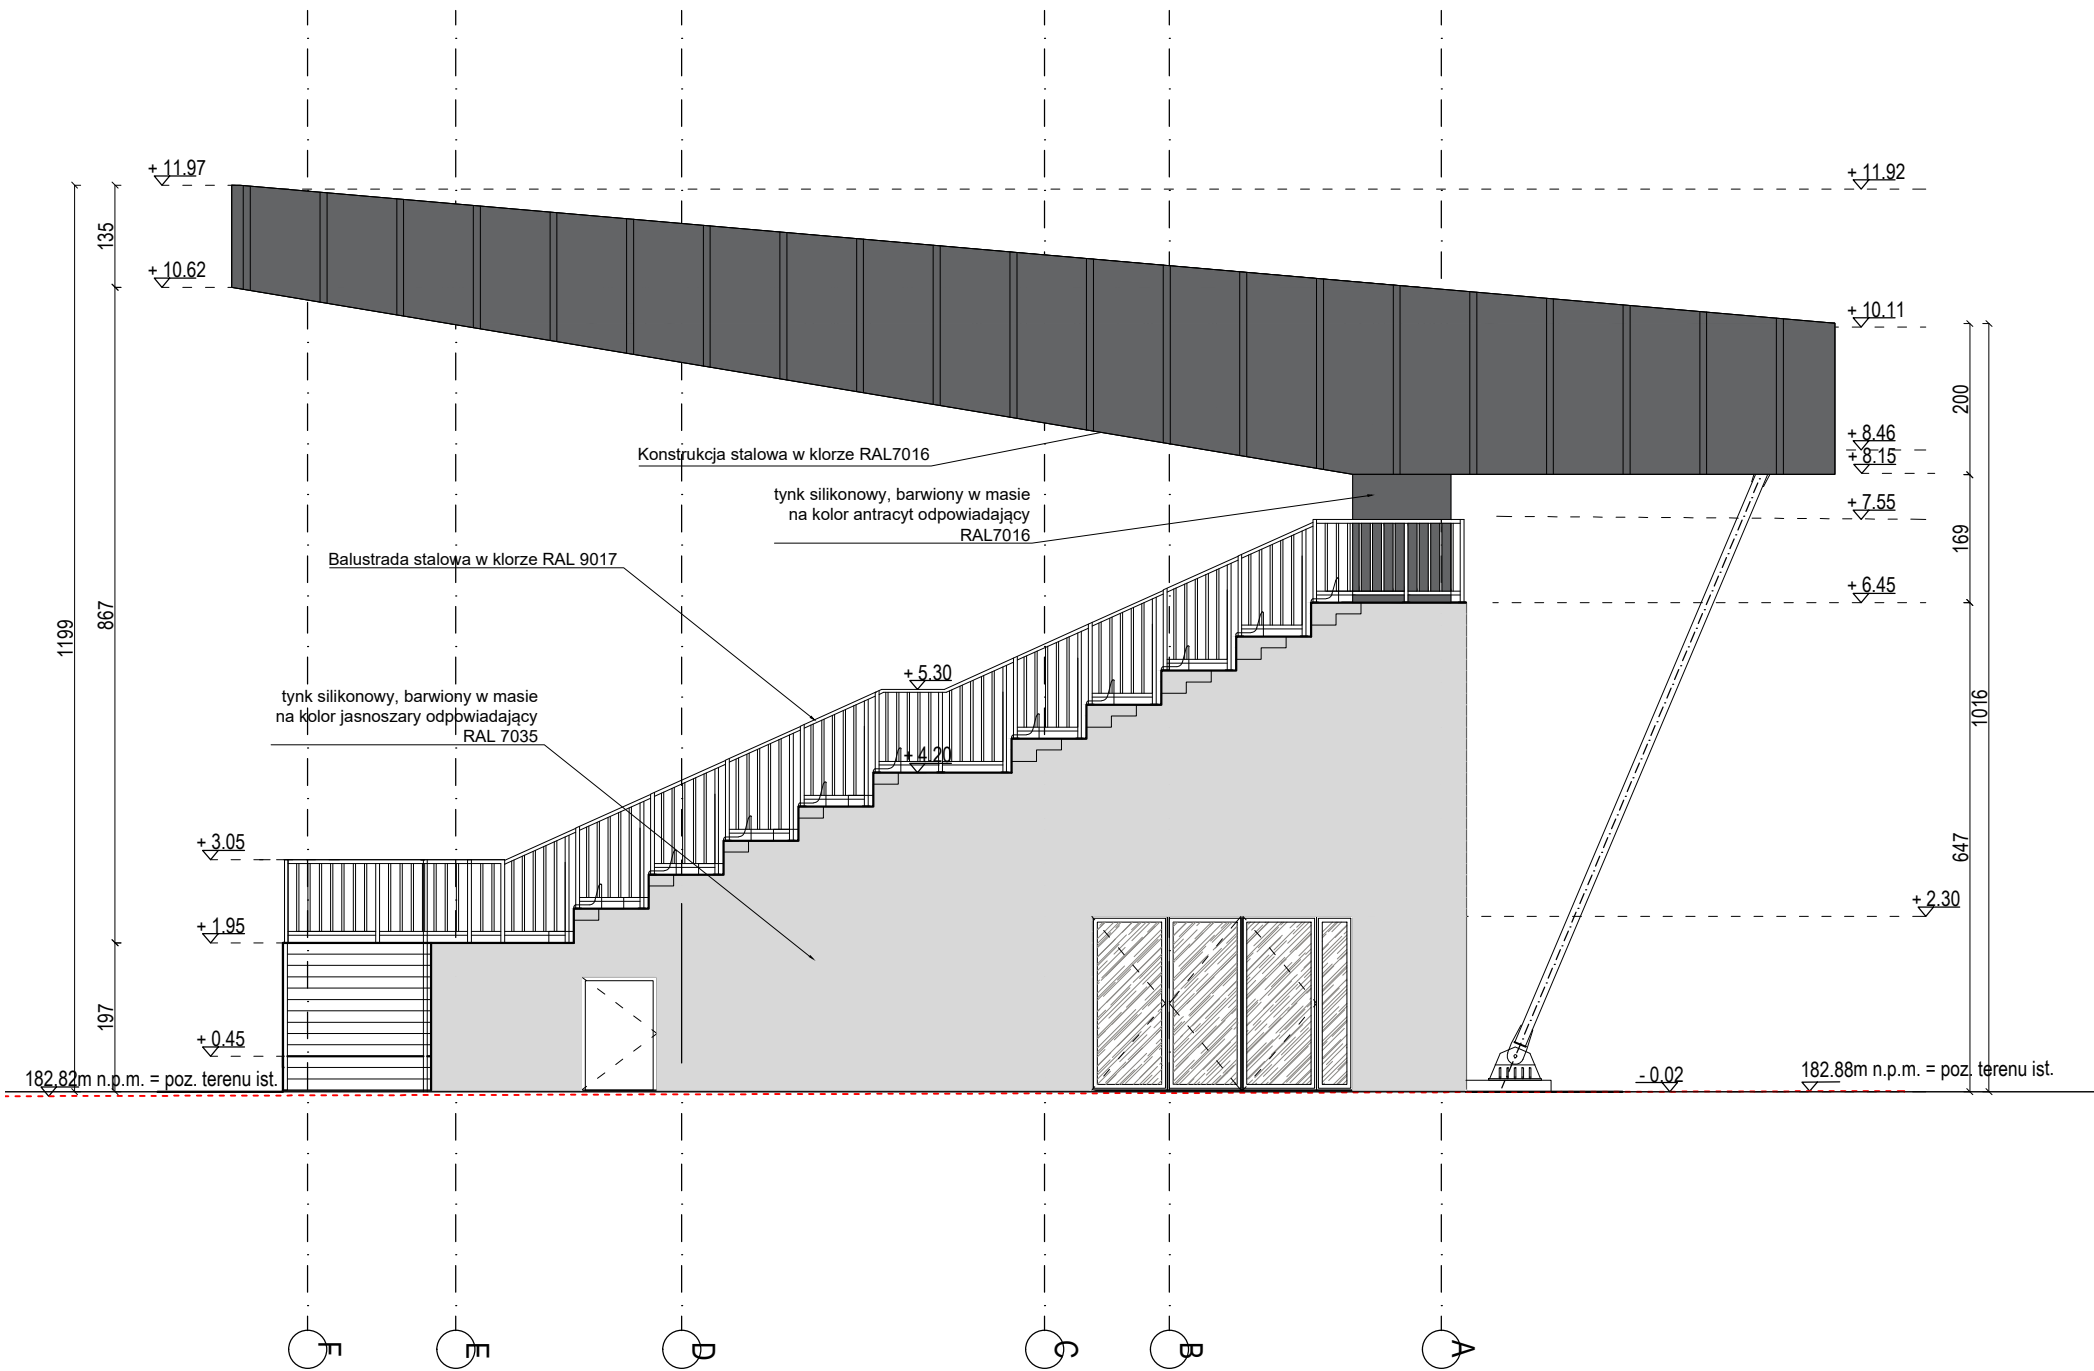 + 11.97
+ 11.92
135
+ 10.62
+ 10.11
200
+ 8.46
Konstrukcja stalowa w klorze RAL7016
+ 8.15
tynk silikonowy, barwiony w masie
na kolor antracyt odpowiadający
RAL7016
+ 7.55
169
Balustrada stalowa w klorze RAL 9017
+ 6.45
867
1199
+ 5.30
tynk silikonowy, barwiony w masie
na kolor jasnoszary odpowiadający
RAL 7035
1016
+ 4.20
+ 3.05
647
+ 2.30
+ 1.95
197
+ 0.45
182.82m n.p.m. = poz. terenu ist.
- 0.02
182.88m n.p.m. = poz. terenu ist.
F
E
D
C
B
A